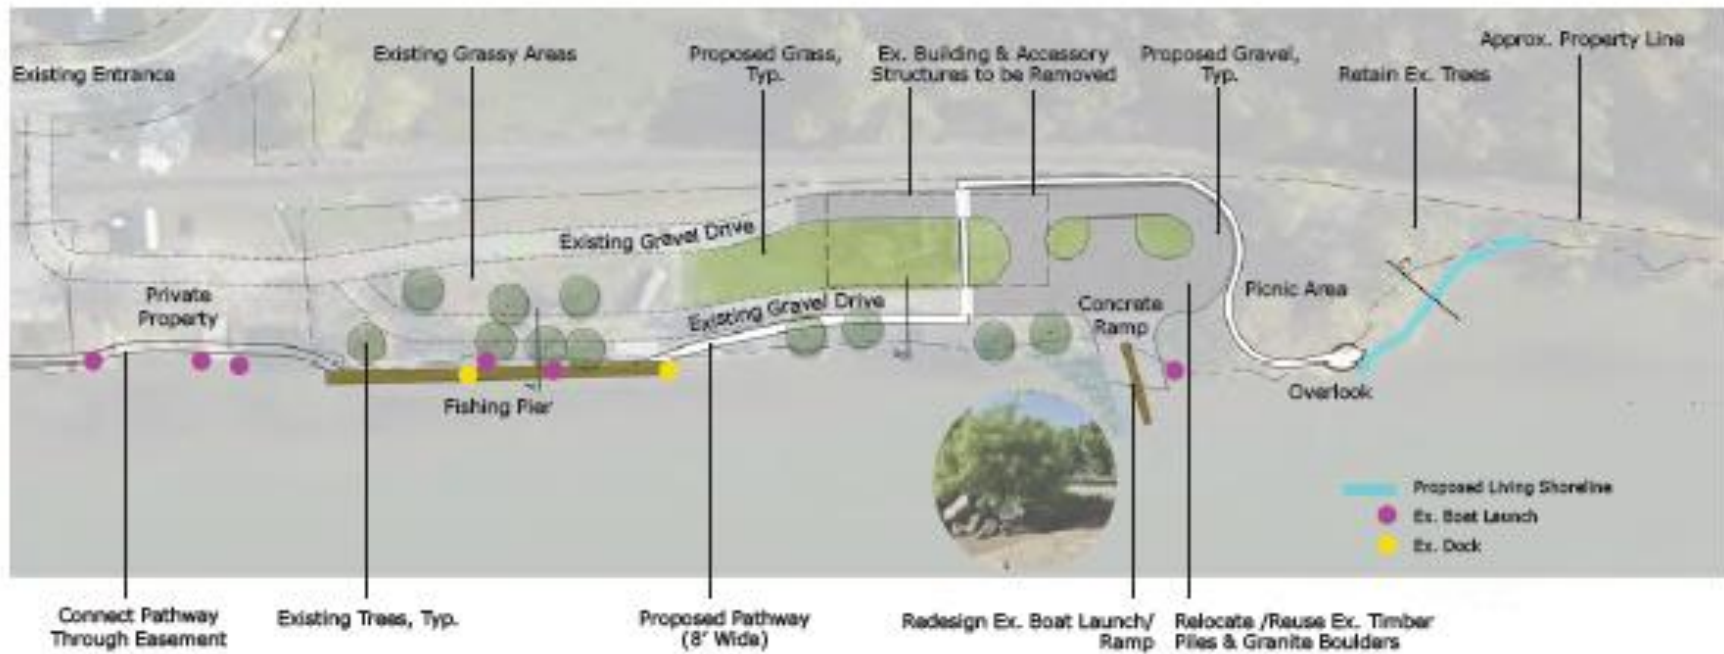 Existing Entrance
Existing Grassy Areas
Proposed Grass,
Typ.
Ex. Building & Accessory
Structures to be Removed
Proposed Gravel,
Typ.
Retain Ex. Trees
Approx. Property Line
Existing Gravel Drive
Private
Property
Existing Gravel Drive
Concrete
Ramp
Picnic Area
Fishing Pier
Overlook
Proposed Living Shoreline
Ex. Boat Launch
Ex. Dock
Connect Pathway
Through Easement
Existing Trees, Typ.
Proposed Pathway
(8' Wide)
Redesign Ex. Boat Launch/
Ramp
Relocate /Reuse Ex. Timber
Piles & Granite Boulders